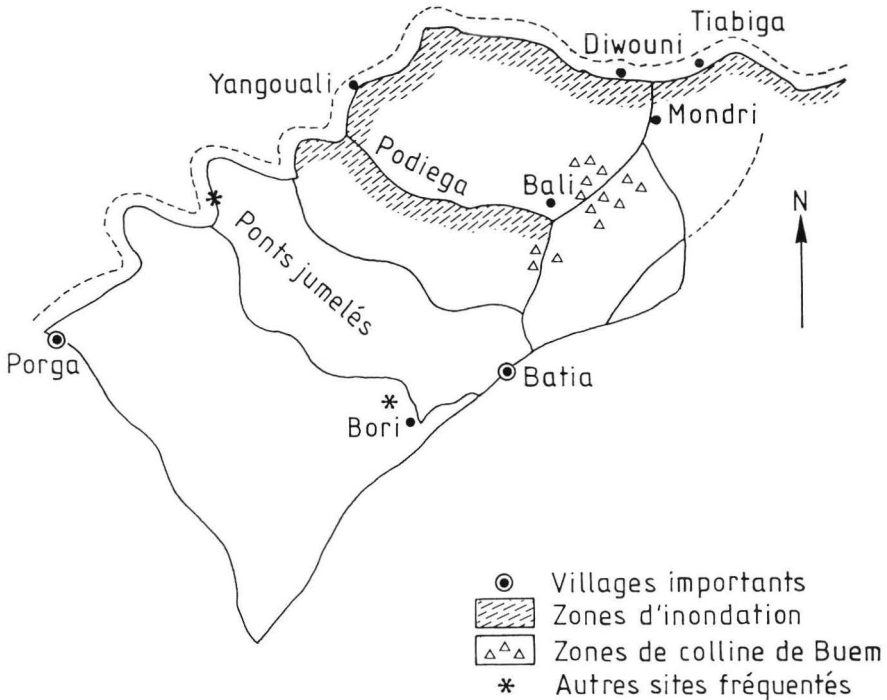 Tiabiga
Diwouni
Yangouali
Mondri
Podiega
Bali
N
Ponts jumelés
Porga
Batia
Bori
Villages importants
Zones d'inondation
Zones de colline de Buem
Autres sites fréquentés